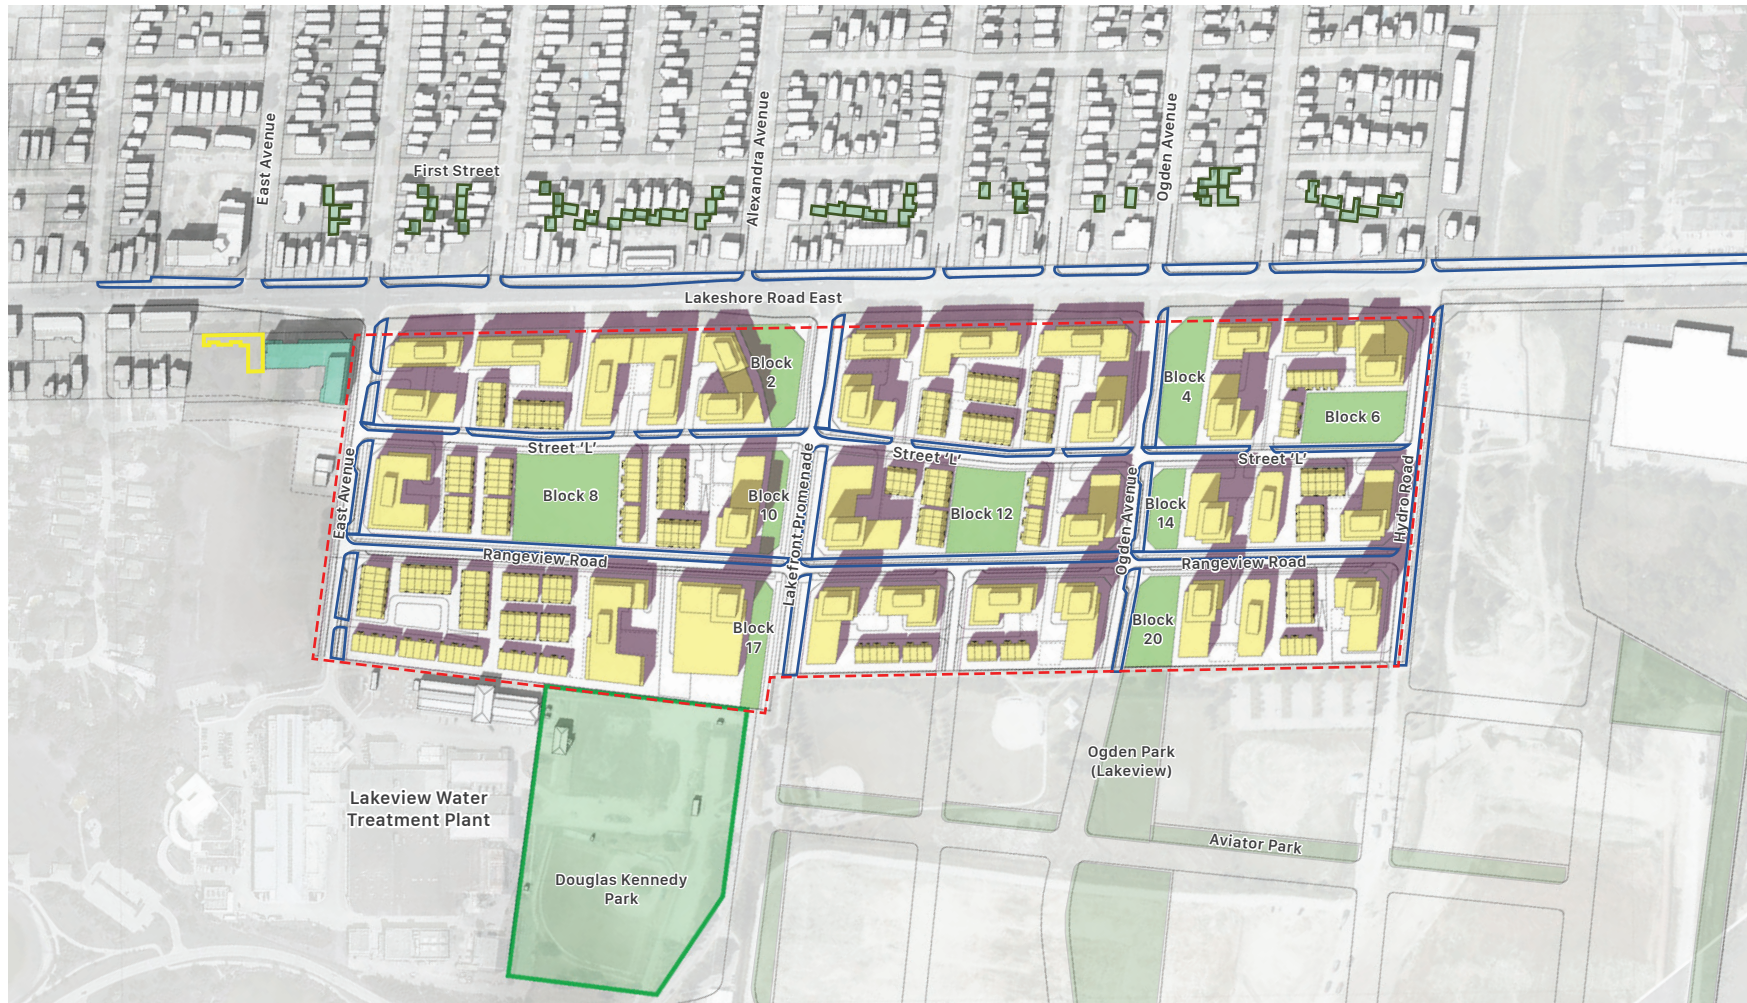 East Avenue
First Street
Alexandra Avenue
Ogden Avenue
Lakeshore Road East
Block
2
Block
4
Block 6
Street ‘L’
Street ‘L’
Street ‘L’
East Avenue
Block 8
Block
10
Lakefront Promenade
Block 12
Ogden Avenue
Block
14
Hydro Road
Rangeview Road
Rangeview Road
Block
17
Block
20
Ogden Park
(Lakeview)
Lakeview Water
Treatment Plant
Aviator Park
Douglas Kennedy
Park